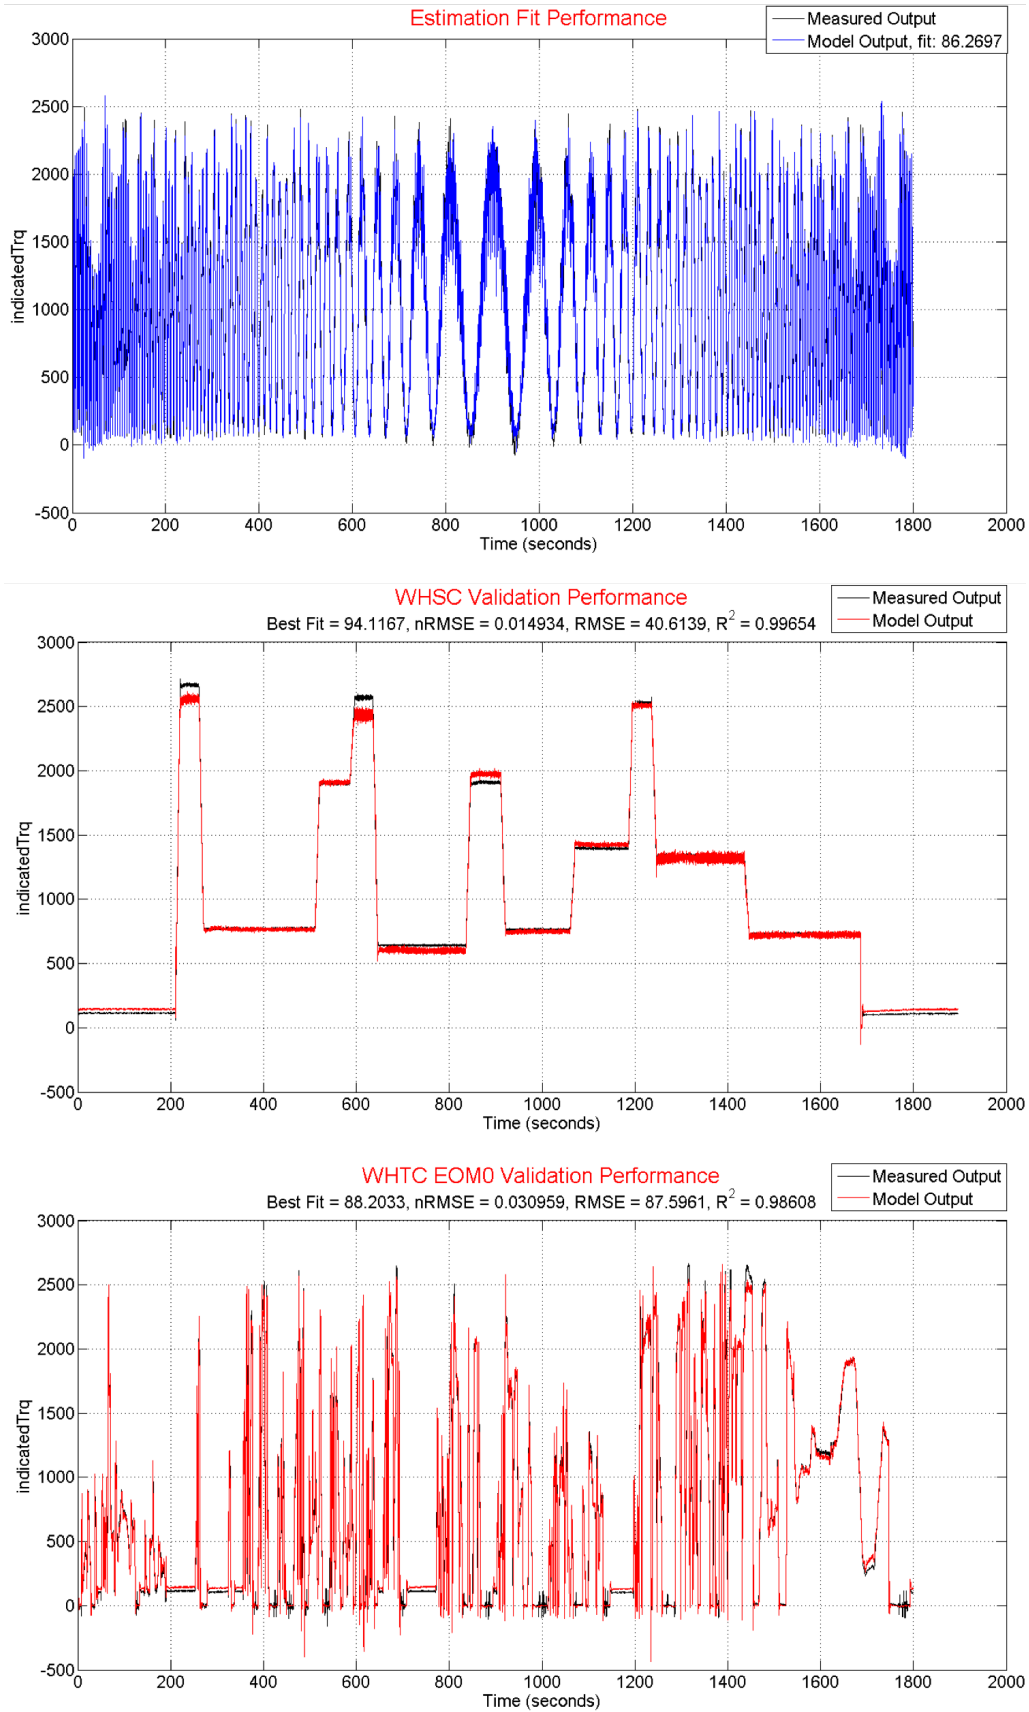 Estimation Fit Performance
Measured Output
Model Output, fit: 86.2697
3000
2500
2000
1500
1000
500
0
-500
indicatedTrq
0 200 400 600 800 1000 1200 1400 1600 1800 2000
Time (seconds)
WHSC Validation Performance
Best Fit = 94.1167, nRMSE = 0.014934, RMSE = 40.6139, R² = 0.99654
Measured Output
Model Output
3000
2500
2000
1500
1000
500
0
-500
indicatedTrq
0 200 400 600 800 1000 1200 1400 1600 1800 2000
Time (seconds)
WHTC EOM0 Validation Performance
Best Fit = 88.2033, nRMSE = 0.030959, RMSE = 87.5961, R² = 0.98608
Measured Output
Model Output
3000
2500
2000
1500
1000
500
0
-500
indicatedTrq
0 200 400 600 800 1000 1200 1400 1600 1800 2000
Time (seconds)